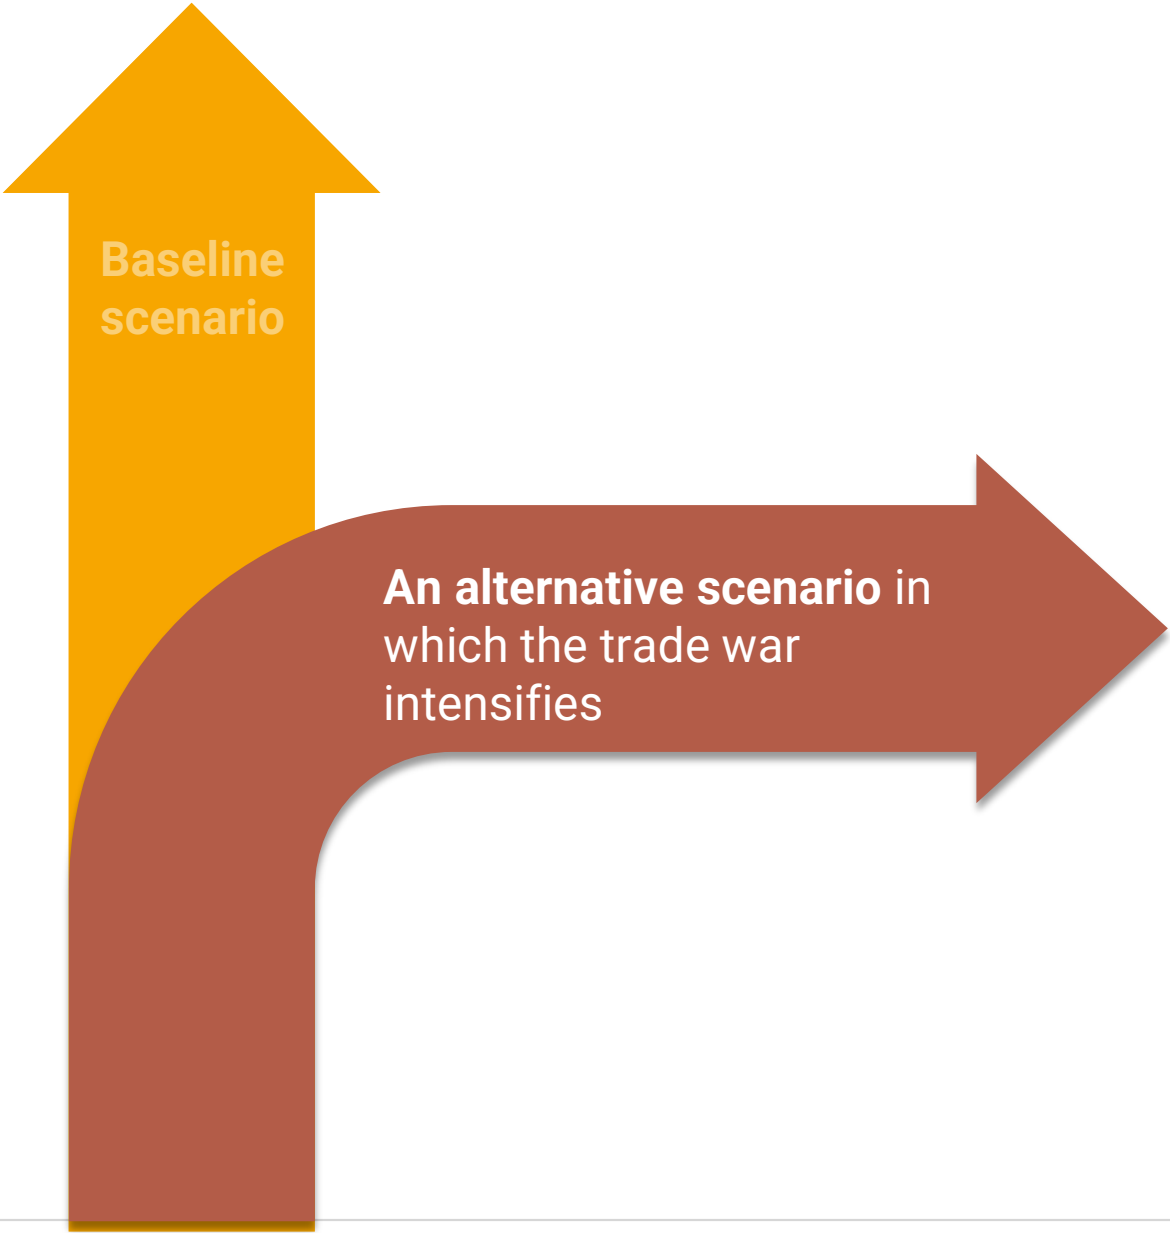 Baseline
scenario
An alternative scenario in
which the trade war
intensifies